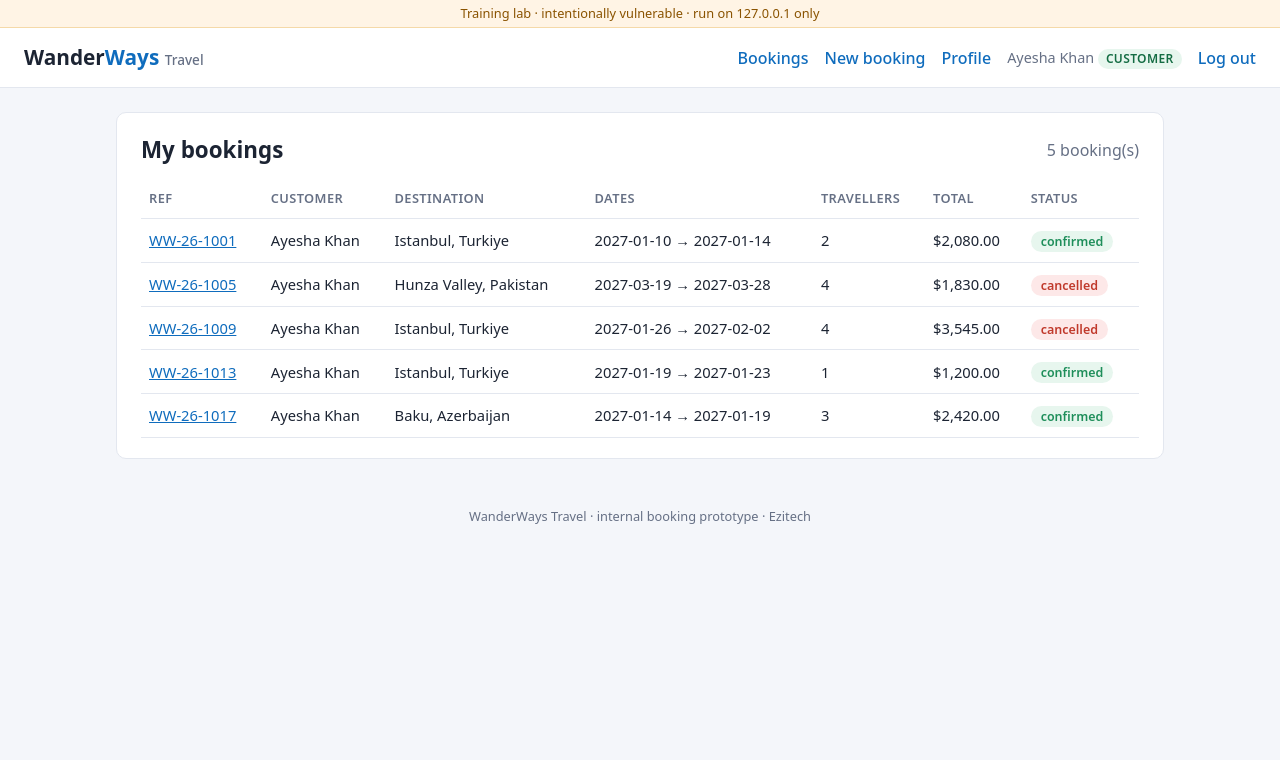 Training lab · intentionally vulnerable · run on 127.0.0.1 only
WanderWays Travel
Bookings New booking Profile Ayesha Khan CUSTOMER Log out
My bookings 5 booking(s)
REF CUSTOMER DESTINATION DATES TRAVELLERS TOTAL STATUS
WW-26-1001 Ayesha Khan Istanbul, Turkiye 2027-01-10 → 2027-01-14 2 $2,080.00 confirmed
WW-26-1005 Ayesha Khan Hunza Valley, Pakistan 2027-03-19 → 2027-03-28 4 $1,830.00 cancelled
WW-26-1009 Ayesha Khan Istanbul, Turkiye 2027-01-26 → 2027-02-02 4 $3,545.00 cancelled
WW-26-1013 Ayesha Khan Istanbul, Turkiye 2027-01-19 → 2027-01-23 1 $1,200.00 confirmed
WW-26-1017 Ayesha Khan Baku, Azerbaijan 2027-01-14 → 2027-01-19 3 $2,420.00 confirmed
WanderWays Travel · internal booking prototype · Ezitech